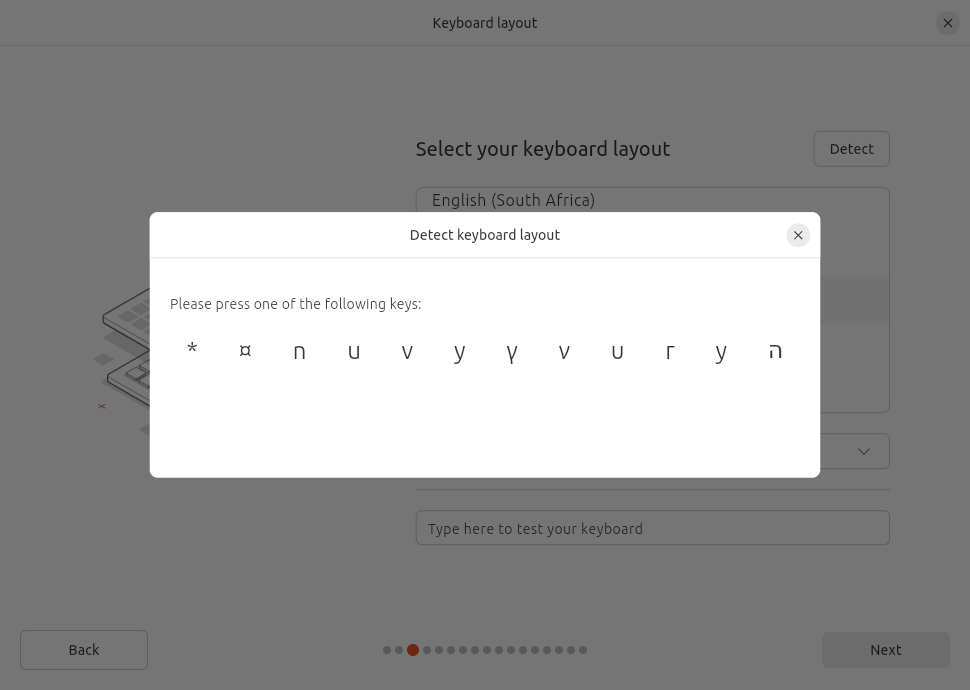 Keyboard layout
Select your keyboard layout
Detect
English (South Africa)
Detect keyboard layout
Please press one of the following keys:
* ¤ n u v y γ ν υ г у ה
Type here to test your keyboard
Back
Next